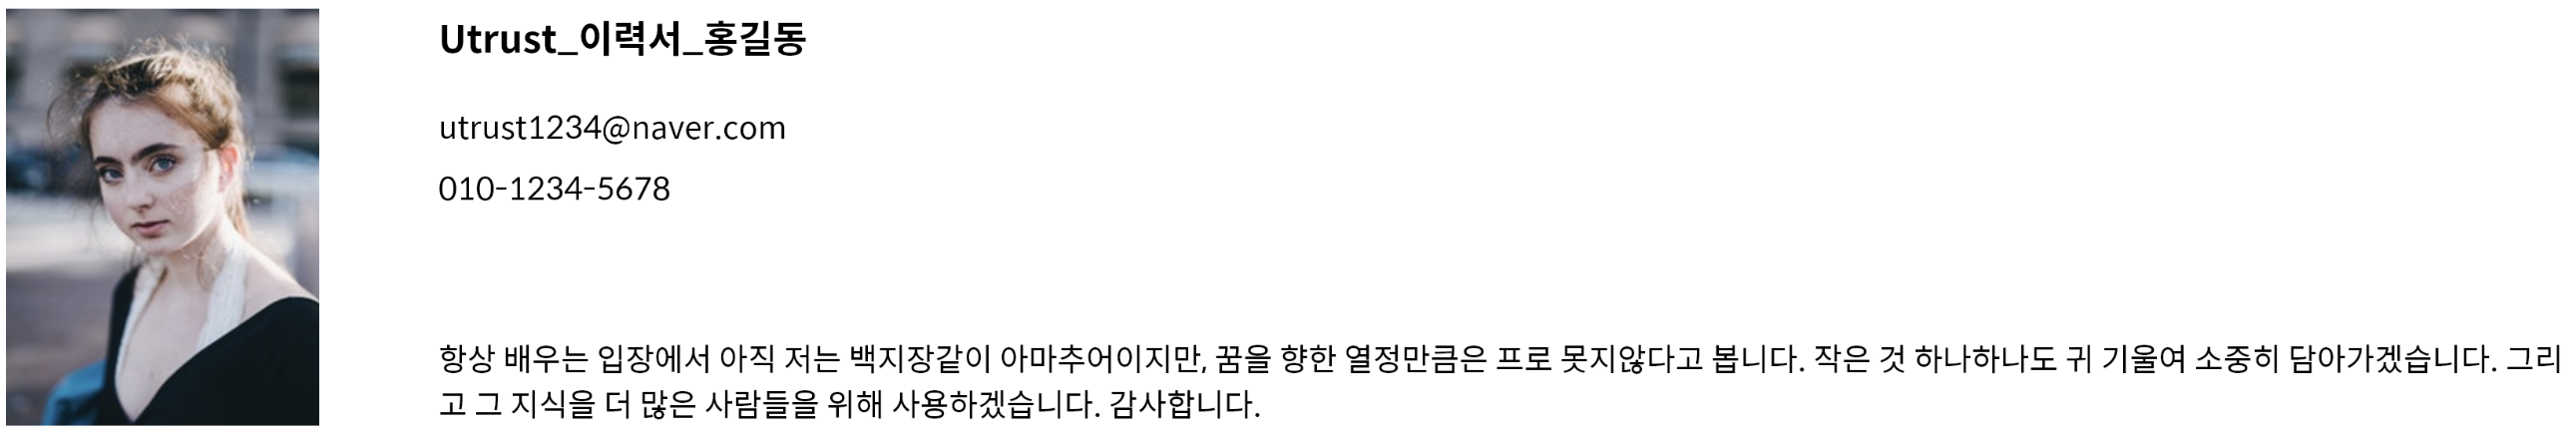 Utrust_이력서_홍길동
utrust1234@naver.com
010-1234-5678
항상 배우는 입장에서 아직 저는 백지장같이 아마추어이지만, 꿈을 향한 열정만큼은 프로 못지않다고 봅니다. 작은 것 하나하나도 귀 기울여 소중히 담아가겠습니다. 그리
고 그 지식을 더 많은 사람들을 위해 사용하겠습니다. 감사합니다.